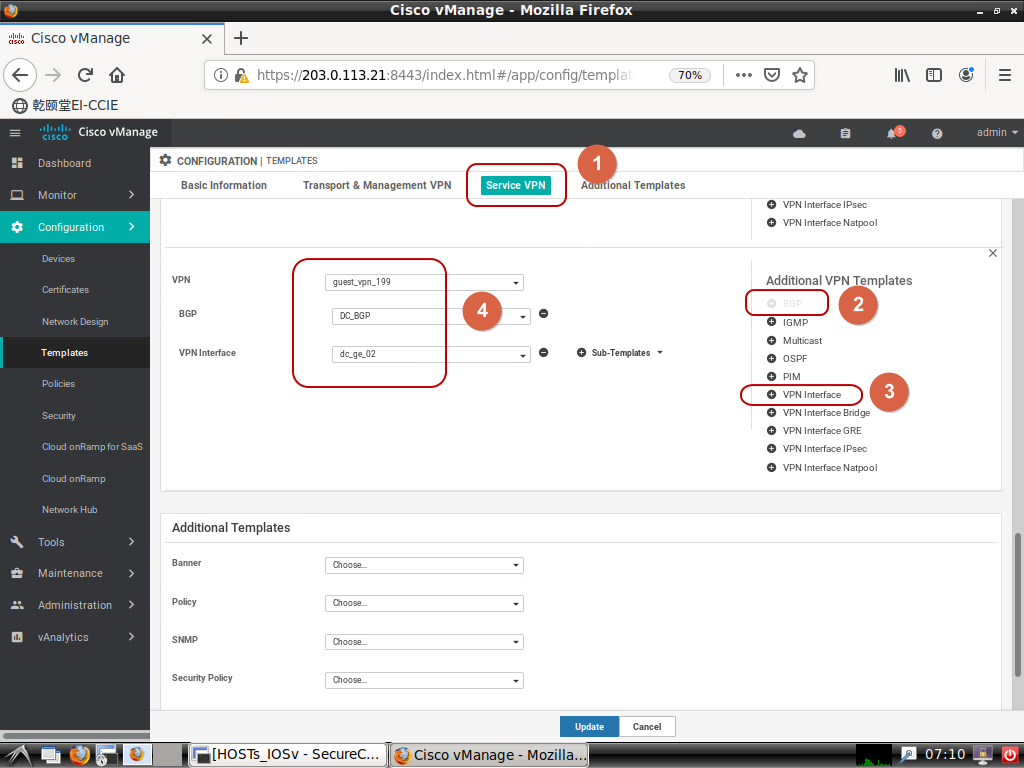 Cisco vManage - Mozilla Firefox
Cisco vManage
https://203.0.113.21:8443/index.html#/app/config/templat
70%
乾颐堂EI-CCIE
cisco
Cisco vManage
admin
Dashboard
Monitor
Configuration
Devices
Certificates
Network Design
Templates
Policies
Security
Cloud onRamp for SaaS
Cloud onRamp
Network Hub
Tools
Maintenance
Administration
vAnalytics
CONFIGURATION | TEMPLATES
Basic Information
Transport & Management VPN
Service VPN
Additional Templates
1
VPN Interface IPsec
VPN Interface Natpool
VPN
guest_vpn_199
BGP
DC_BGP
VPN Interface
dc_ge_02
Sub-Templates
4
Additional VPN Templates
BGP
2
IGMP
Multicast
OSPF
PIM
VPN Interface
3
VPN Interface Bridge
VPN Interface GRE
VPN Interface IPsec
VPN Interface Natpool
Additional Templates
Banner
Choose...
Policy
Choose...
SNMP
Choose...
Security Policy
Choose...
Update
Cancel
[HOSTs_IOSv - SecureC...
Cisco vManage - Mozilla...
07:10